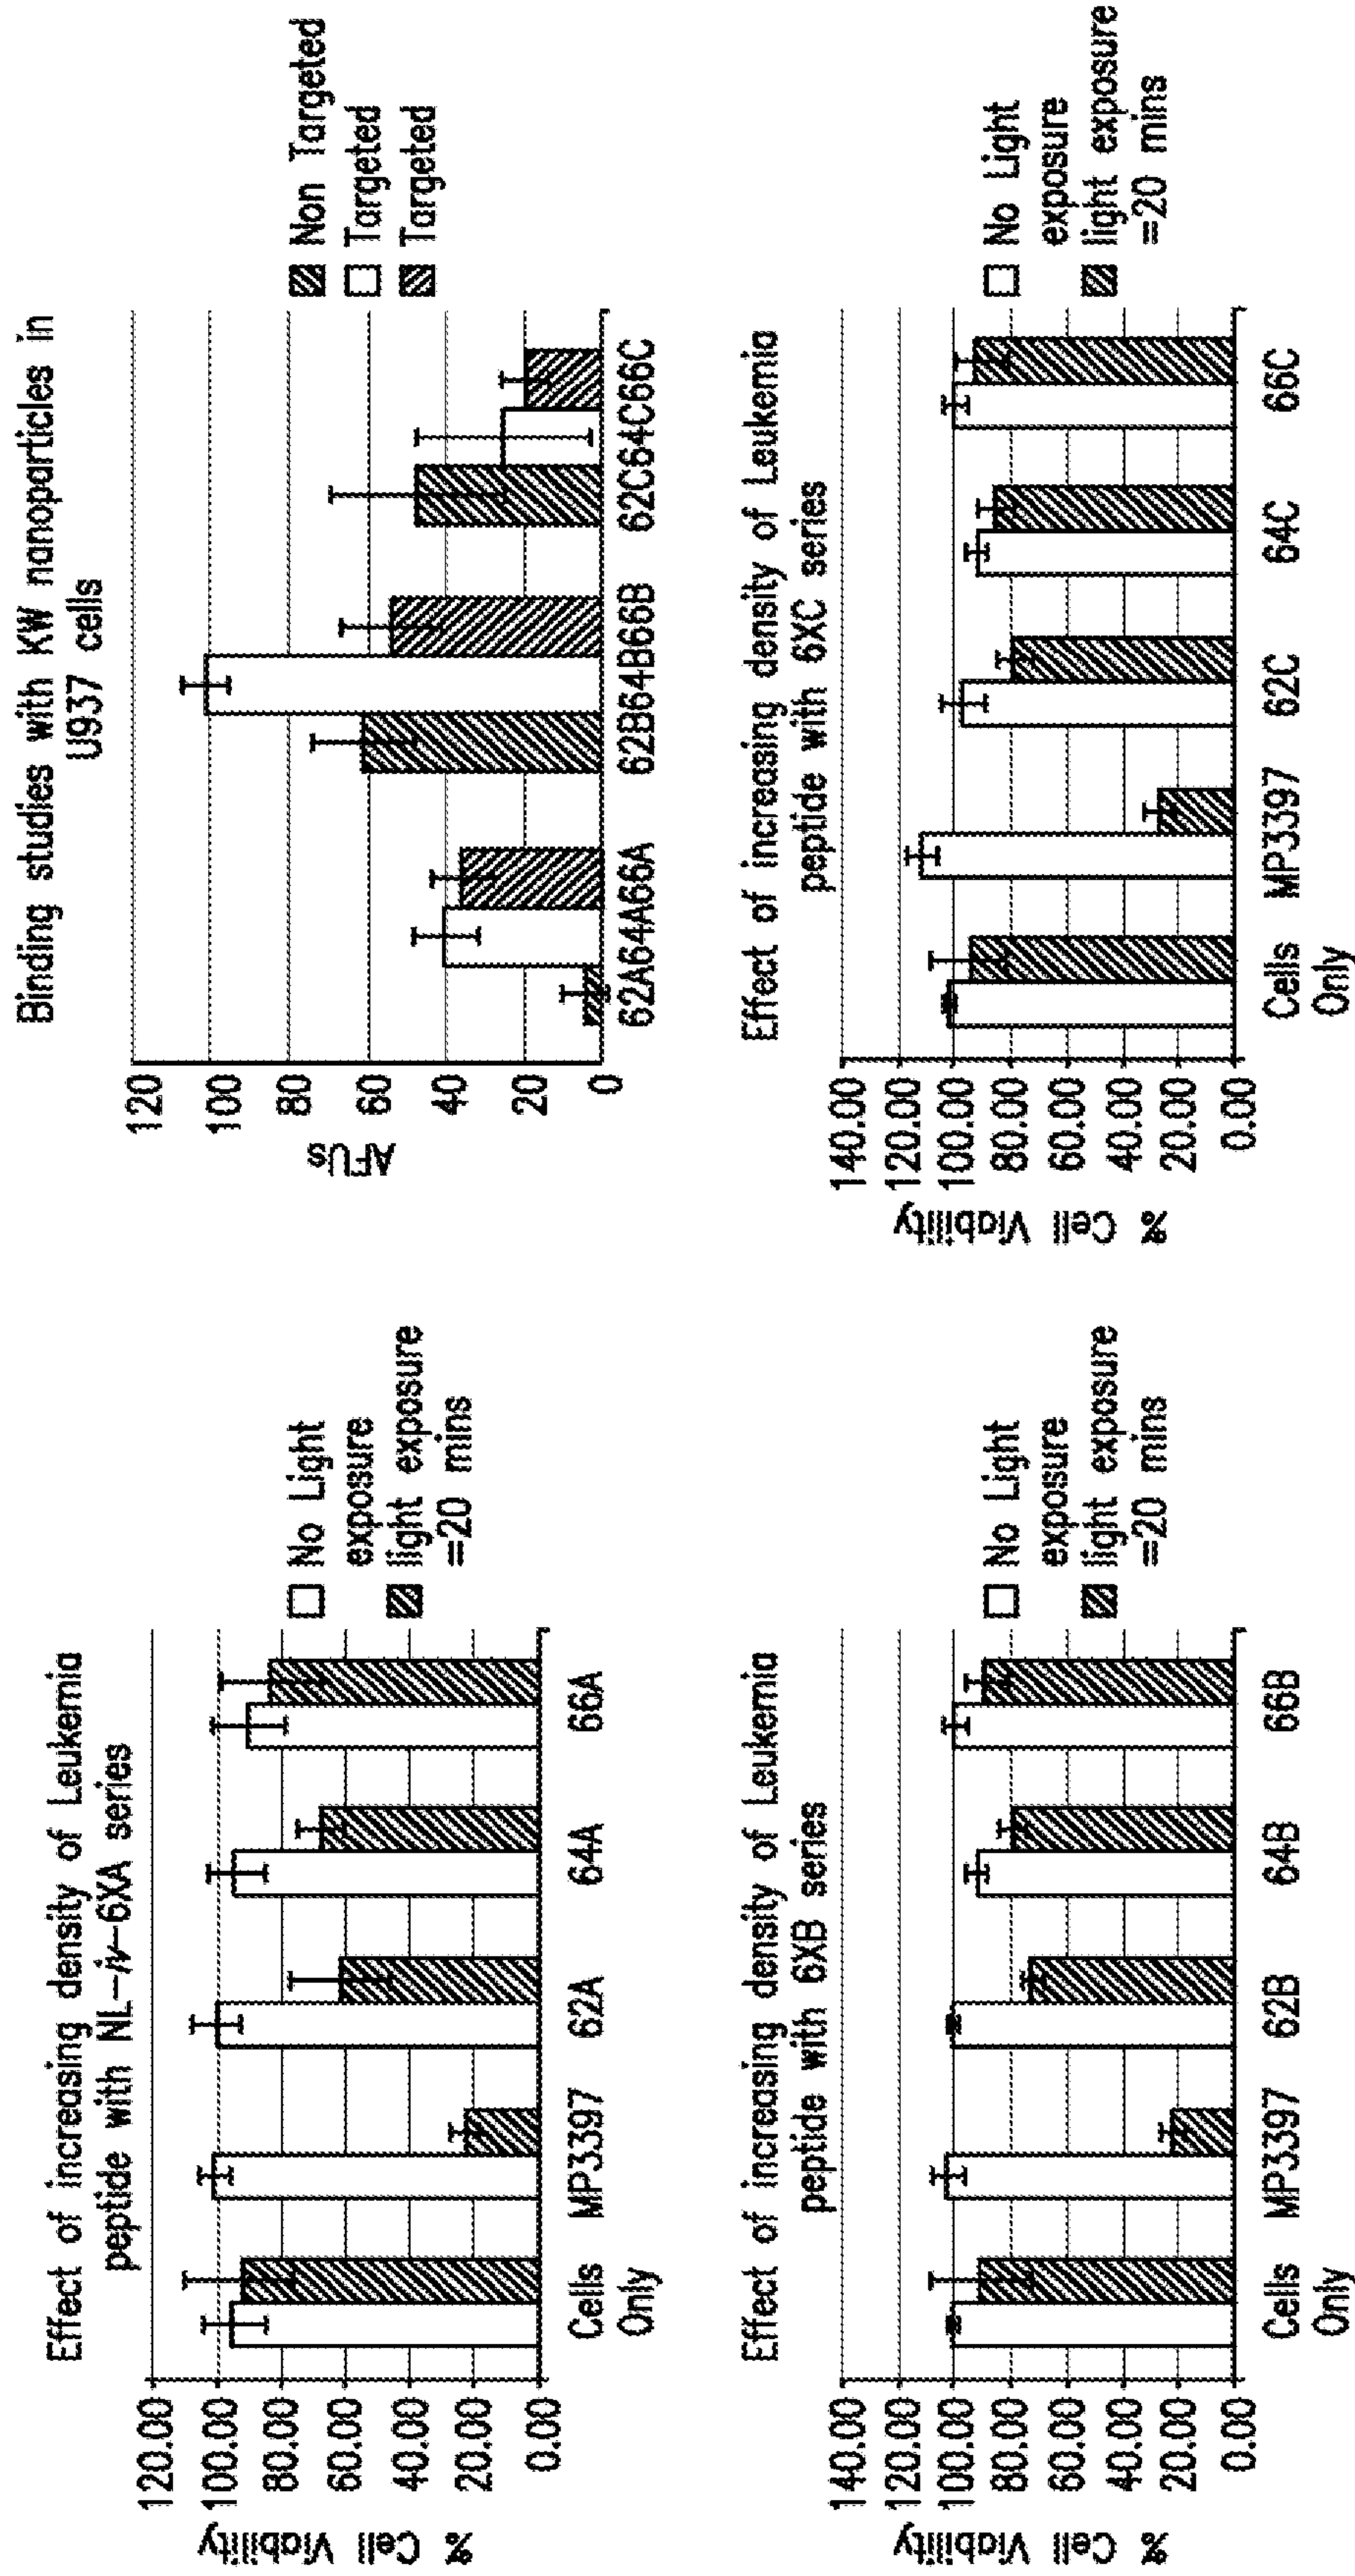 Effect of increasing density of Leukemia
peptide with NL-iv-6XA series
% Cell Viability
120.00
100.00
80.00
60.00
40.00
20.00
0.00
Cells
Only
MP3397
62A
64A
66A
No Light
exposure
light exposure
=20 mins
Binding studies with KW nanoparticles in
U937 cells
AFUs
120
100
80
60
40
20
0
62A64A66A
62B64B66B
62C64C66C
Non Targeted
Targeted
Targeted
Effect of increasing density of Leukemia
peptide with 6XB series
% Cell Viability
140.00
120.00
100.00
80.00
60.00
40.00
20.00
0.00
Cells
Only
MP3397
62B
64B
66B
No Light
exposure
light exposure
=20 mins
Effect of increasing density of Leukemia
peptide with 6XC series
% Cell Viability
140.00
120.00
100.00
80.00
60.00
40.00
20.00
0.00
Cells
Only
MP3397
62C
64C
66C
No Light
exposure
light exposure
=20 mins